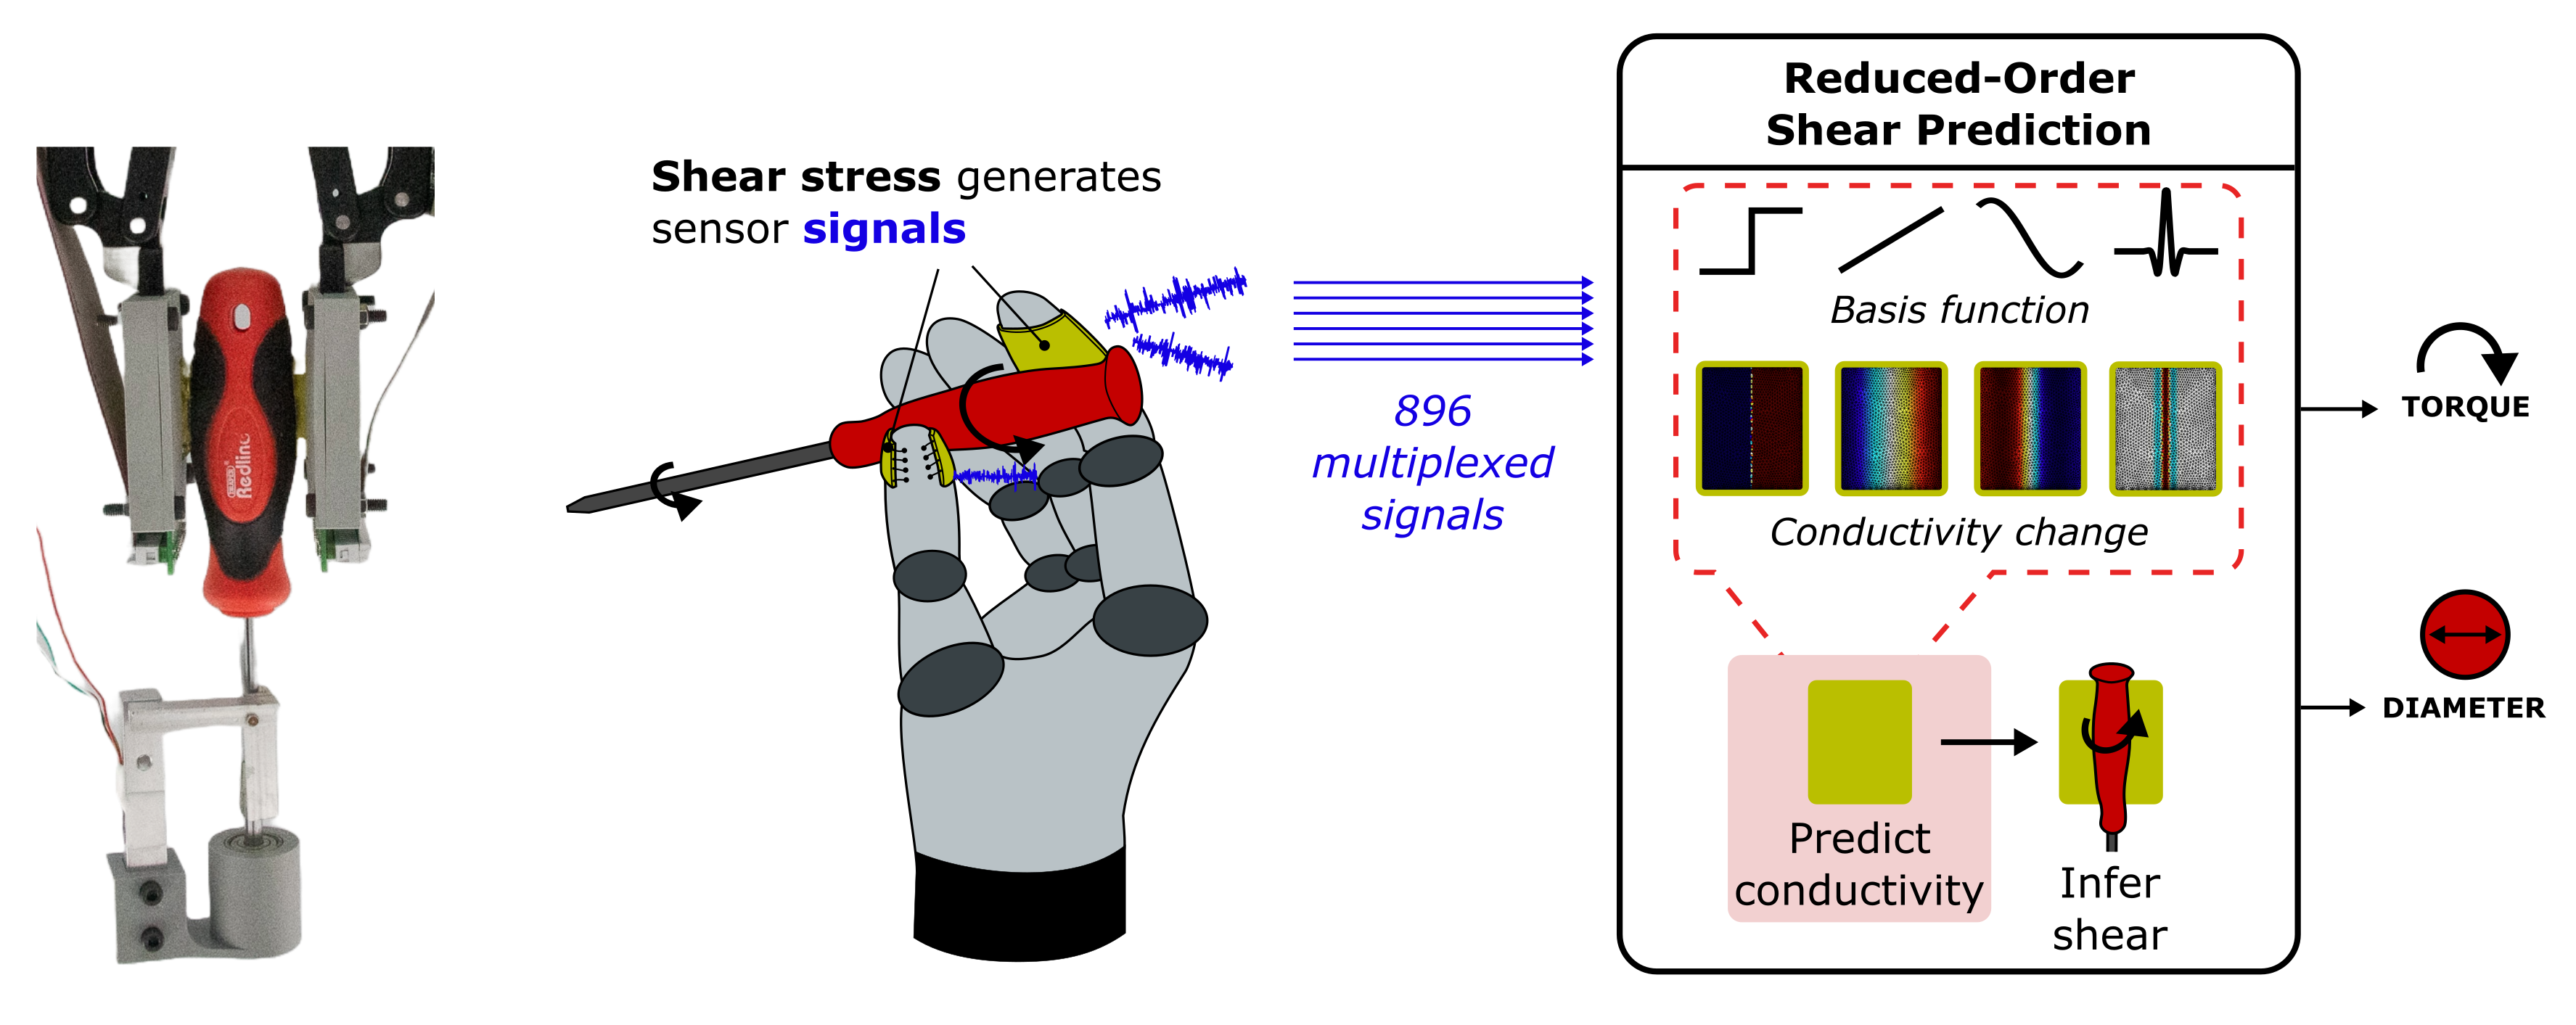 Redline
Shear stress generates
sensor signals
896
multiplexed
signals
Reduced-Order
Shear Prediction
Basis function
Conductivity change
Predict
conductivity
Infer
shear
TORQUE
DIAMETER